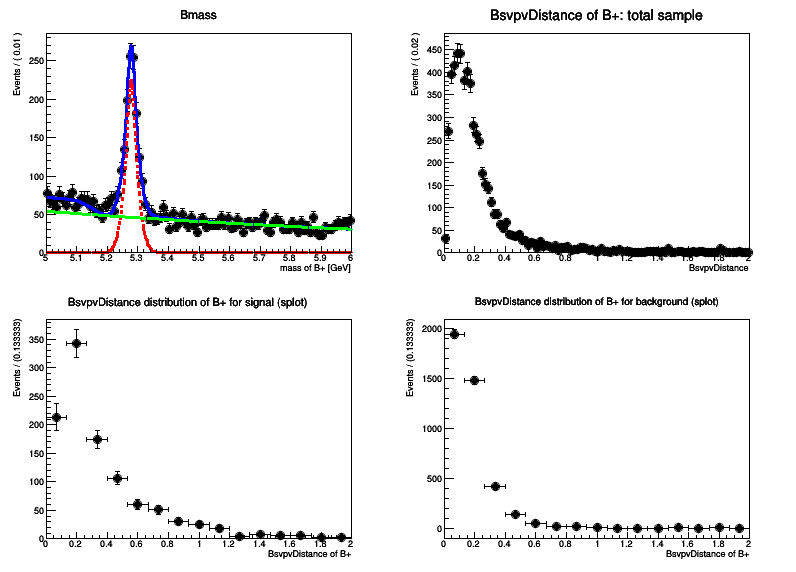 Bmass
Events / ( 0.01 )
250
200
150
100
50
0
5 5.1 5.2 5.3 5.4 5.5 5.6 5.7 5.8 5.9 6
mass of B+ [GeV]
BsvpvDistance of B+: total sample
Events / ( 0.02 )
450
400
350
300
250
200
150
100
50
0
0 0.2 0.4 0.6 0.8 1 1.2 1.4 1.6 1.8 2
BsvpvDistance
BsvpvDistance distribution of B+ for signal (splot)
Events / (0.133333)
350
300
250
200
150
100
50
0
0 0.2 0.4 0.6 0.8 1 1.2 1.4 1.6 1.8 2
BsvpvDistance of B+
BsvpvDistance distribution of B+ for background (splot)
Events / (0.133333)
2000
1500
1000
500
0
0 0.2 0.4 0.6 0.8 1 1.2 1.4 1.6 1.8 2
BsvpvDistance of B+